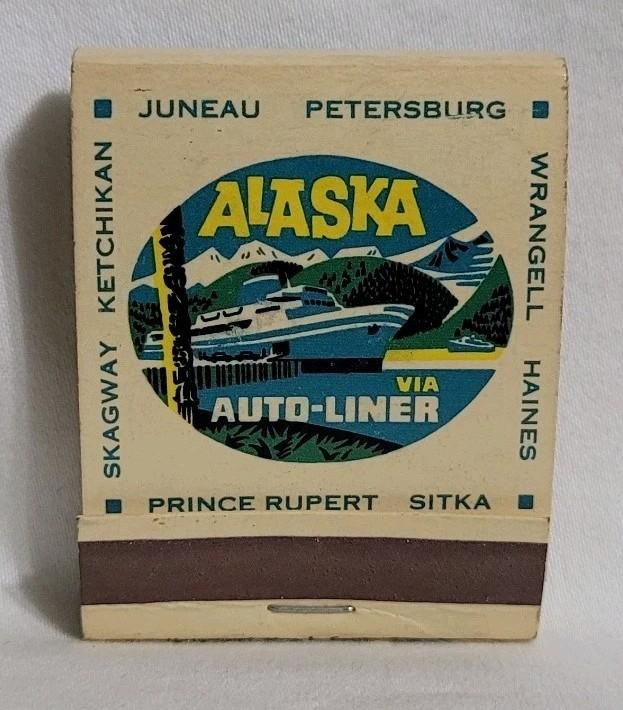 JUNEAU PETERSBURG
WRANGELL HAINES
PRINCE RUPERT SITKA
SKAGWAY KETCHIKAN
ALASKA
VIA
AUTO-LINER